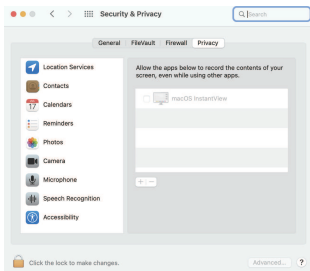 Security & Privacy
Search
General
FileVault
Firewall
Privacy
Location Services
Contacts
17
Calendars
Reminders
Photos
Camera
Microphone
Speech Recognition
Accessibility
Allow the apps below to record the contents of your
screen, even while using other apps.
macOS InstantView
+ −
Click the lock to make changes.
Advanced...
?